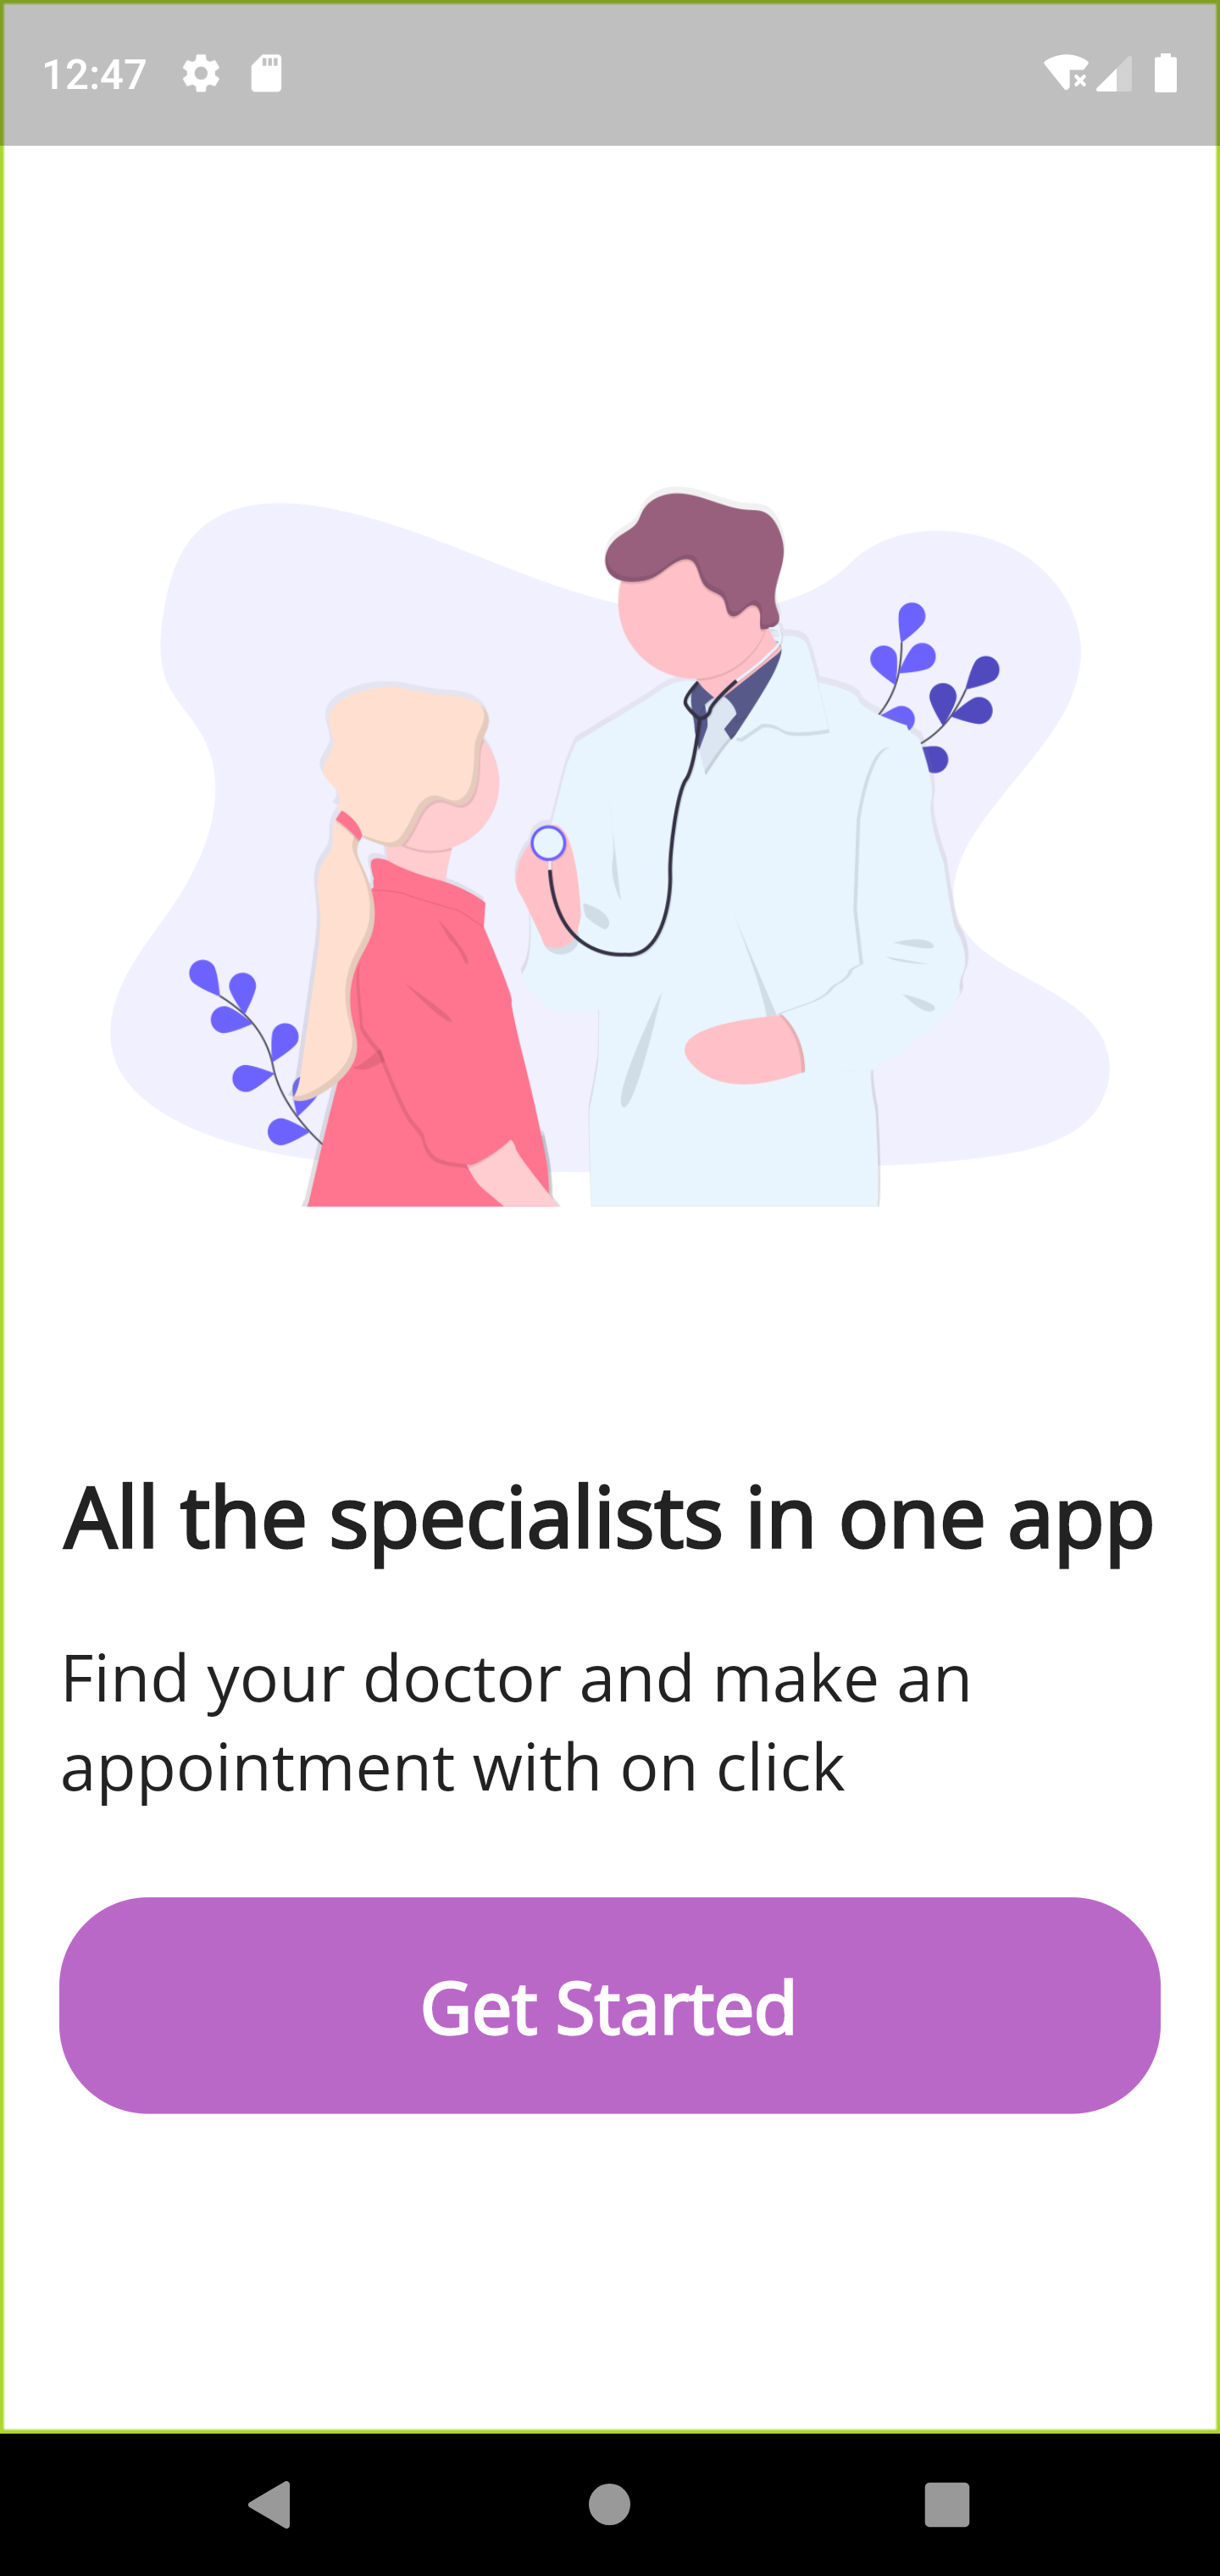 12:47
All the specialists in one app
Find your doctor and make an
appointment with on click
Get Started